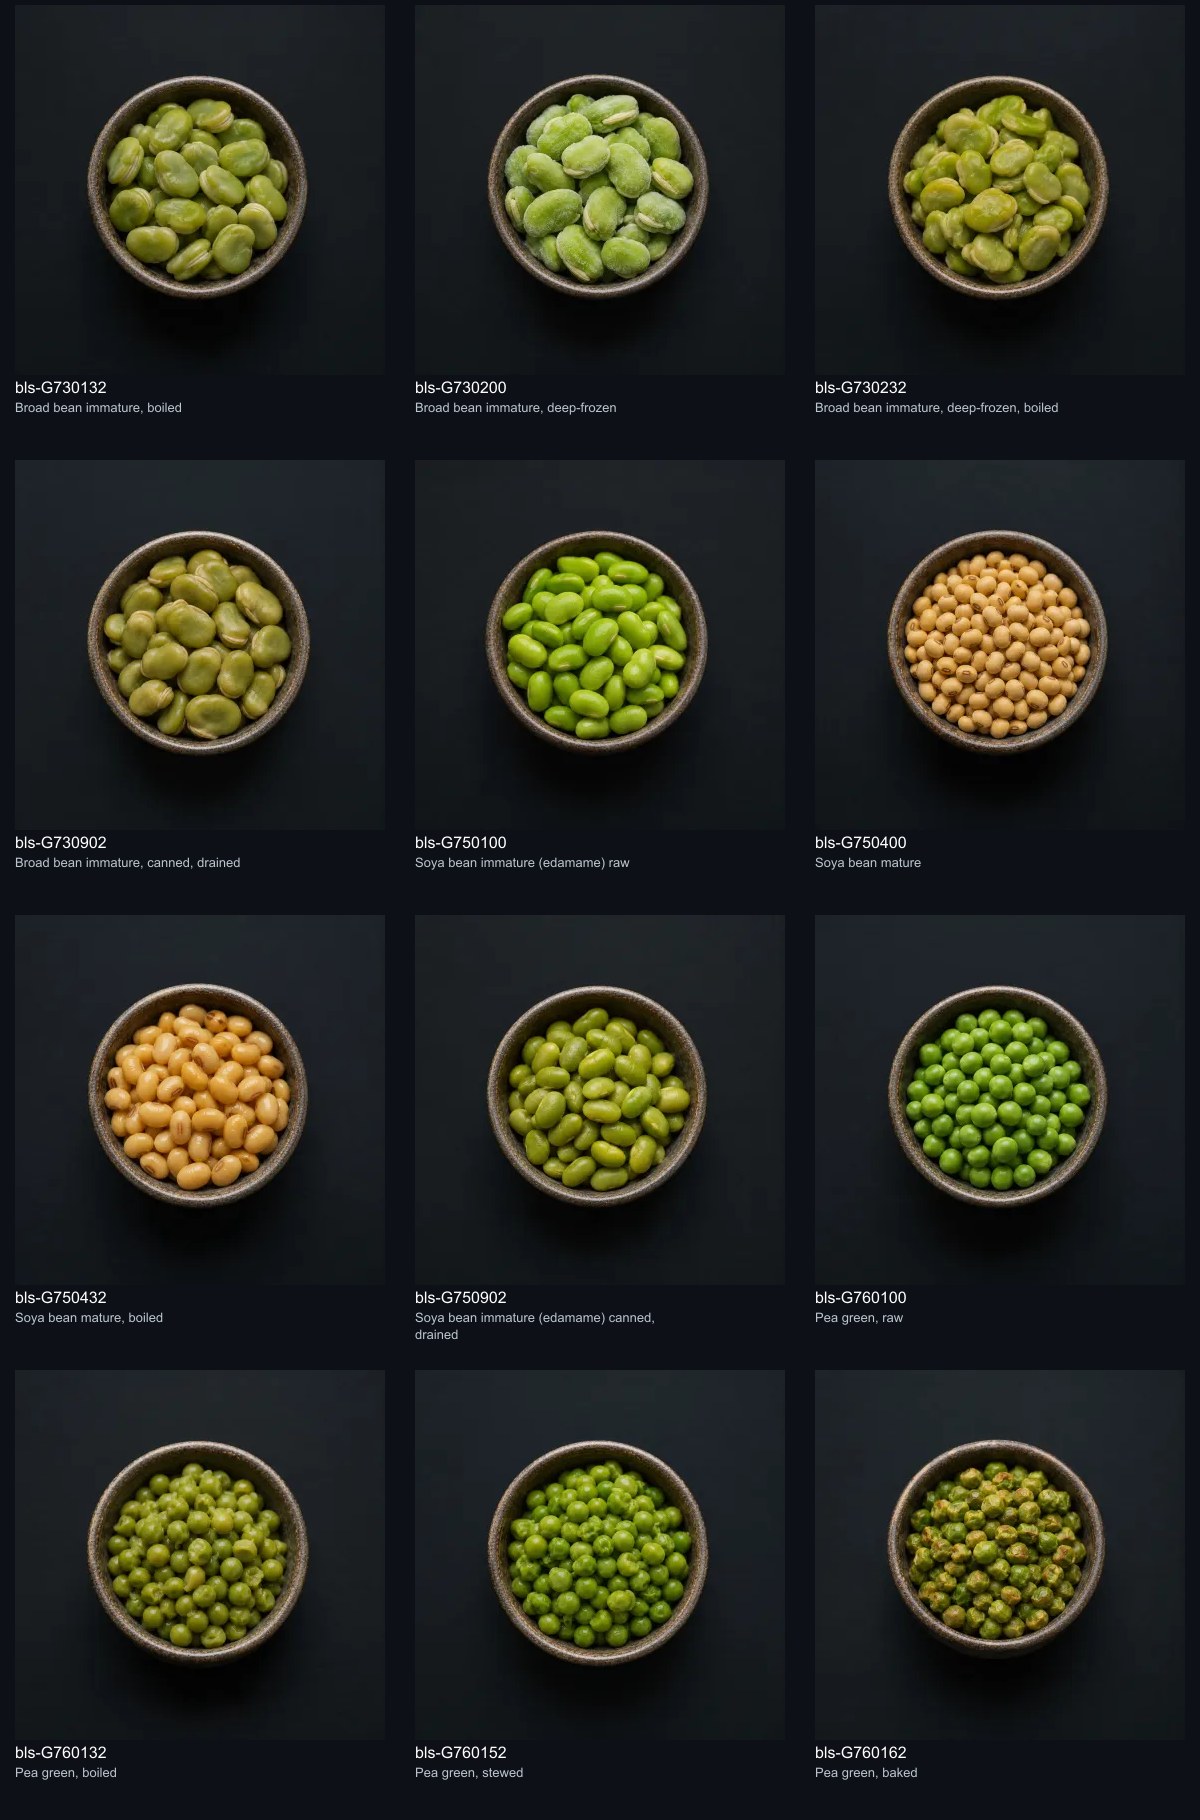 bls-G730132
Broad bean immature, boiled
bls-G730200
Broad bean immature, deep-frozen
bls-G730232
Broad bean immature, deep-frozen, boiled
bls-G730902
Broad bean immature, canned, drained
bls-G750100
Soya bean immature (edamame) raw
bls-G750400
Soya bean mature
bls-G750432
Soya bean mature, boiled
bls-G750902
Soya bean immature (edamame) canned,
drained
bls-G760100
Pea green, raw
bls-G760132
Pea green, boiled
bls-G760152
Pea green, stewed
bls-G760162
Pea green, baked